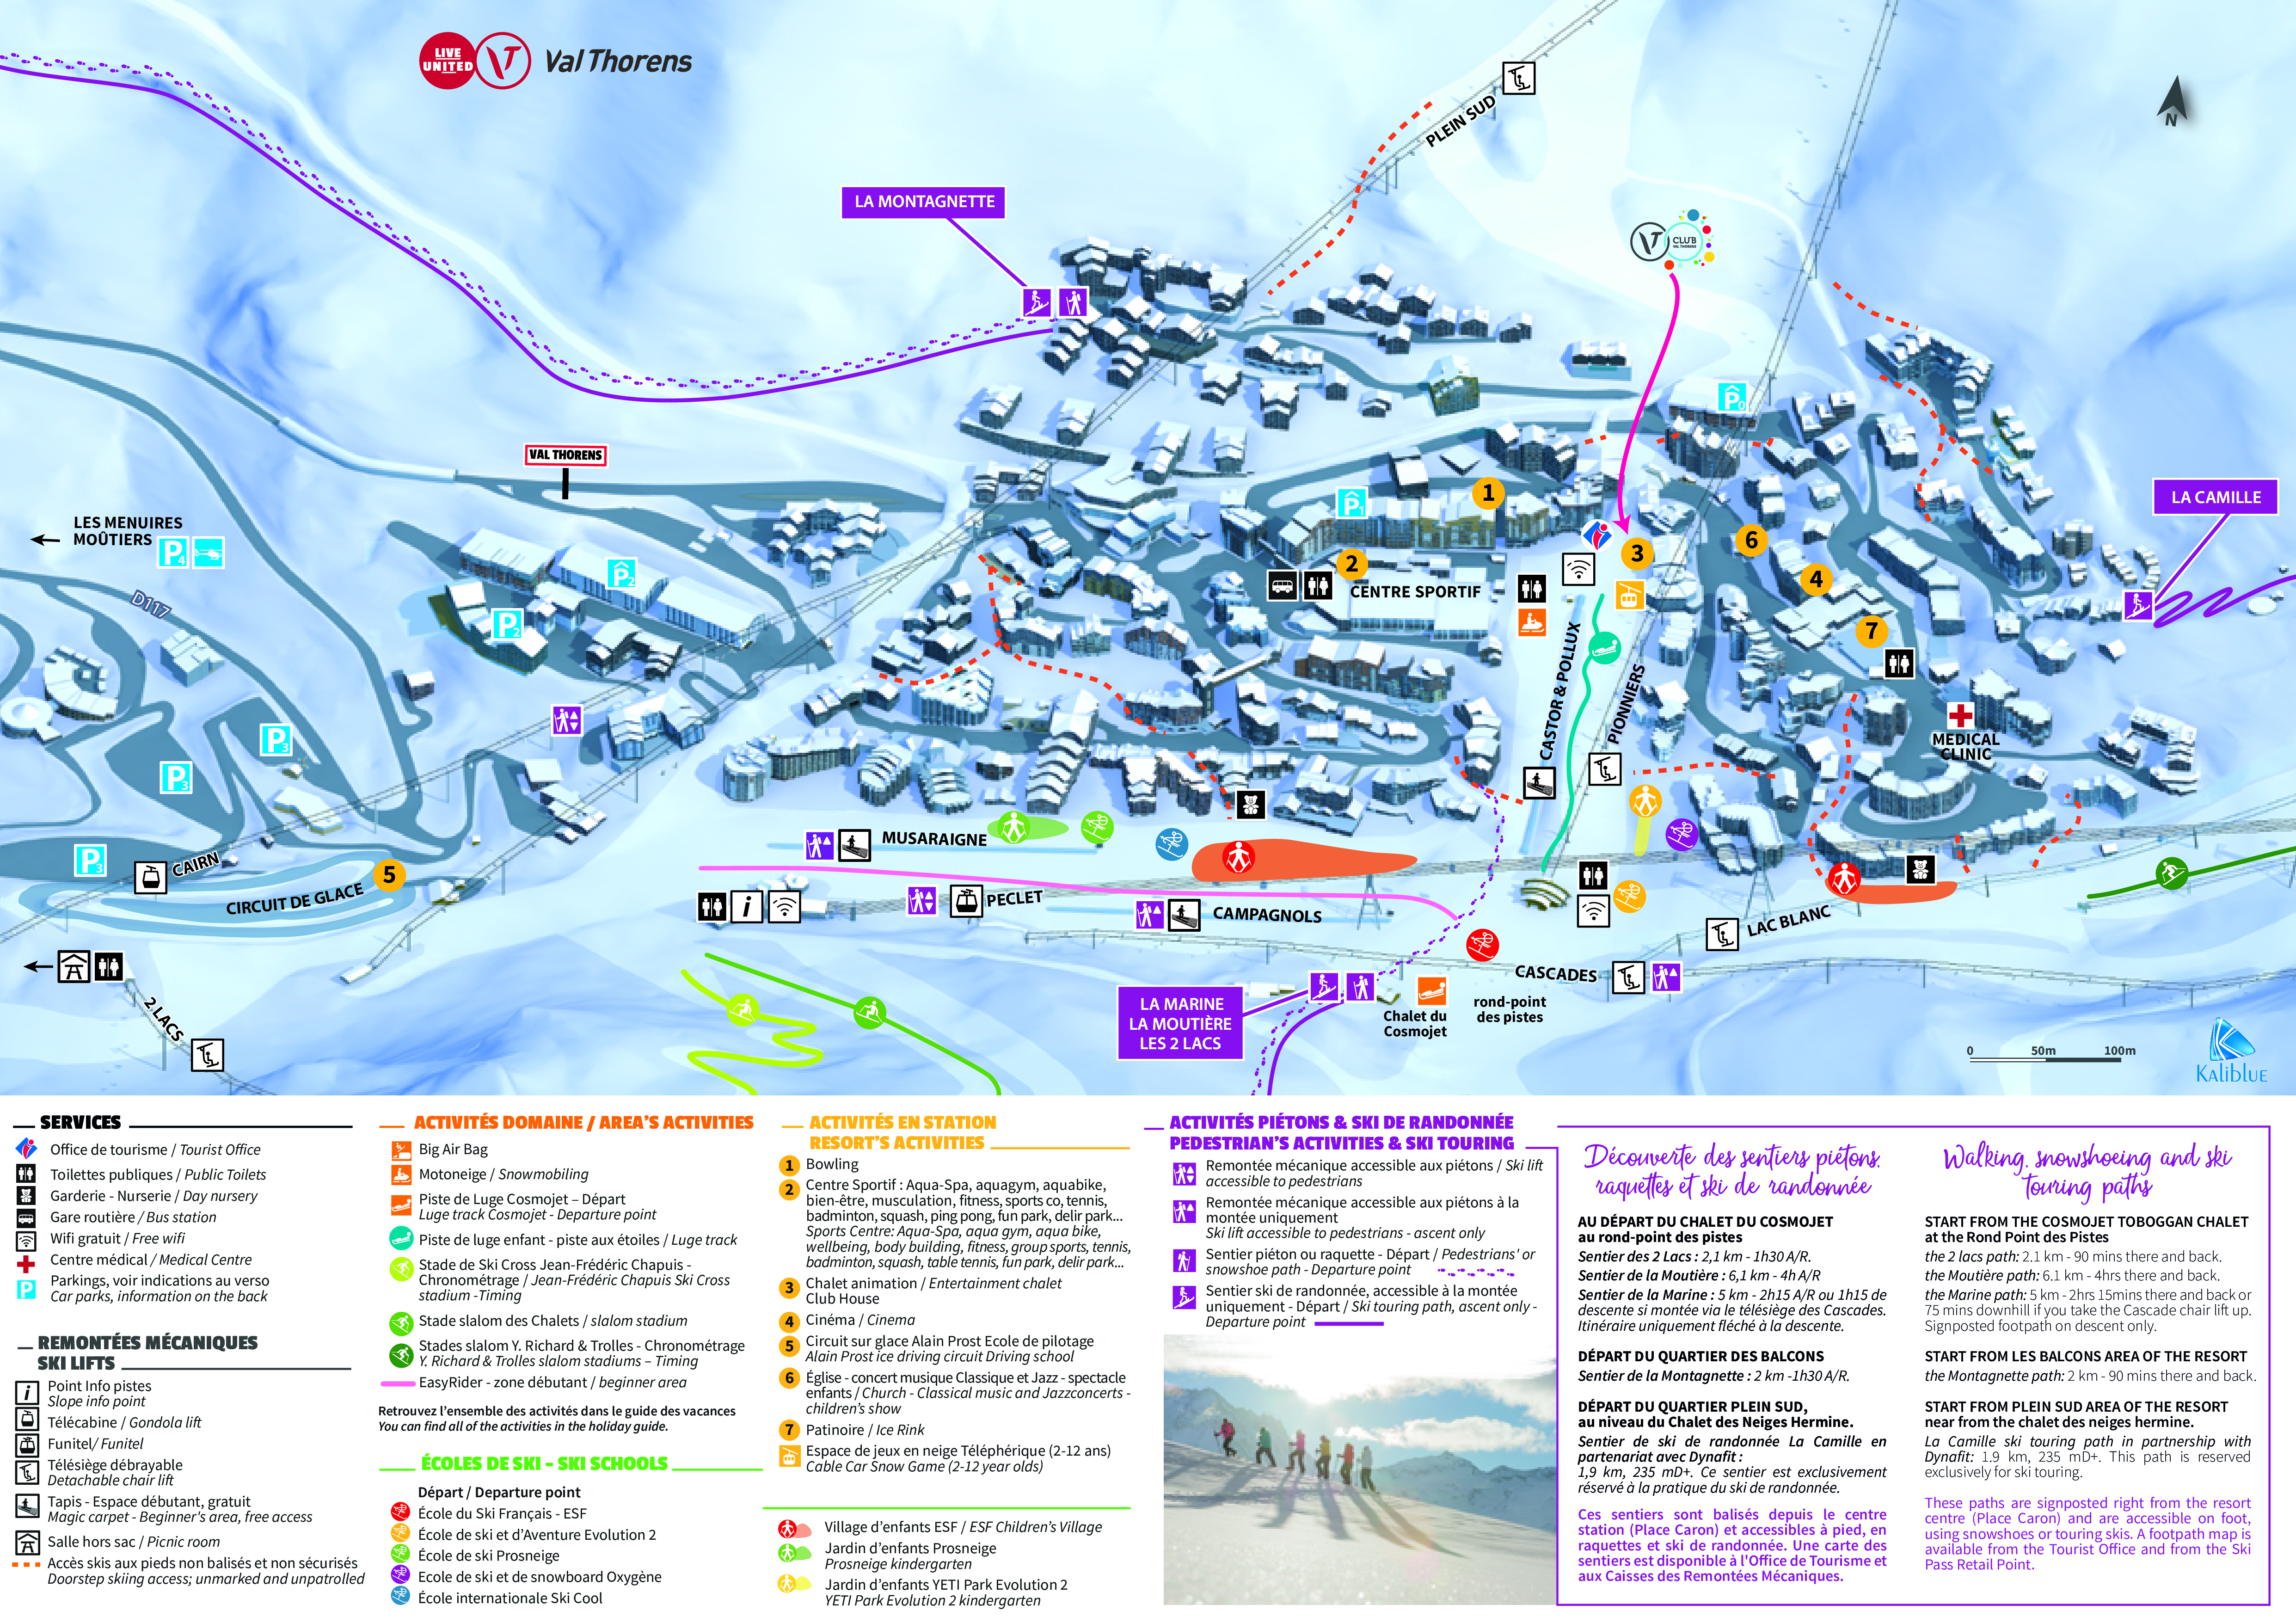 LIVE
UNITED
Val Thorens
PLEIN SUD
N
LA MONTAGNETTE
CLUB
VAL THORENS
P0
VAL THORENS
LA CAMILLE
LES MENUIRES
MOÛTIERS
P4
D117
P1
1
2
CENTRE SPORTIF
3
6
4
7
P2
P2
CASTOR & POLLUX
PIONNIERS
MEDICAL
CLINIC
P3
P3
P3
CAIRN
5
CIRCUIT DE GLACE
MUSARAIGNE
i
PECLET
CAMPAGNOLS
LAC BLANC
CASCADES
2 LACS
LA MARINE
LA MOUTIÈRE
LES 2 LACS
Chalet du
Cosmojet
rond-point
des pistes
0 50m 100m
KALIBLUE
SERVICES
Office de tourisme / Tourist Office
Toilettes publiques / Public Toilets
Garderie - Nurserie / Day nursery
Gare routière / Bus station
Wifi gratuit / Free wifi
Centre médical / Medical Centre
P Parkings, voir indications au verso
Car parks, information on the back
REMONTÉES MÉCANIQUES
SKI LIFTS
i Point Info pistes
Slope info point
Télécabine / Gondola lift
Funitel/ Funitel
Télésiège débrayable
Detachable chair lift
Tapis - Espace débutant, gratuit
Magic carpet - Beginner's area, free access
Salle hors sac / Picnic room
Accès skis aux pieds non balisés et non sécurisés
Doorstep skiing access; unmarked and unpatrolled
ACTIVITÉS DOMAINE / AREA'S ACTIVITIES
Big Air Bag
Motoneige / Snowmobiling
Piste de Luge Cosmojet – Départ
Luge track Cosmojet - Departure point
Piste de luge enfant - piste aux étoiles / Luge track
Stade de Ski Cross Jean-Frédéric Chapuis -
Chronométrage / Jean-Frédéric Chapuis Ski Cross
stadium -Timing
Stade slalom des Chalets / slalom stadium
Stades slalom Y. Richard & Trolles - Chronométrage
Y. Richard & Trolles slalom stadiums – Timing
EasyRider - zone débutant / beginner area
Retrouvez l'ensemble des activités dans le guide des vacances
You can find all of the activities in the holiday guide.
ÉCOLES DE SKI - SKI SCHOOLS
Départ / Departure point
École du Ski Français - ESF
École de ski et d'Aventure Evolution 2
École de ski Prosneige
Ecole de ski et de snowboard Oxygène
École internationale Ski Cool
ACTIVITÉS EN STATION
RESORT'S ACTIVITIES
1 Bowling
2 Centre Sportif : Aqua-Spa, aquagym, aquabike,
bien-être, musculation, fitness, sports co, tennis,
badminton, squash, ping pong, fun park, delir park...
Sports Centre: Aqua-Spa, aqua gym, aqua bike,
wellbeing, body building, fitness, group sports, tennis,
badminton, squash, table tennis, fun park, delir park...
3 Chalet animation / Entertainment chalet
Club House
4 Cinéma / Cinema
5 Circuit sur glace Alain Prost Ecole de pilotage
Alain Prost ice driving circuit Driving school
6 Église - concert musique Classique et Jazz - spectacle
enfants / Church - Classical music and Jazzconcerts -
children's show
7 Patinoire / Ice Rink
Espace de jeux en neige Téléphérique (2-12 ans)
Cable Car Snow Game (2-12 year olds)
Village d'enfants ESF / ESF Children's Village
Jardin d'enfants Prosneige
Prosneige kindergarten
Jardin d'enfants YETI Park Evolution 2
YETI Park Evolution 2 kindergarten
ACTIVITÉS PIÉTONS & SKI DE RANDONNÉE
PEDESTRIAN'S ACTIVITIES & SKI TOURING
Remontée mécanique accessible aux piétons / Ski lift
accessible to pedestrians
Remontée mécanique accessible aux piétons à la
montée uniquement
Ski lift accessible to pedestrians - ascent only
Sentier piéton ou raquette - Départ / Pedestrians' or
snowshoe path - Departure point
Sentier ski de randonnée, accessible à la montée
uniquement - Départ / Ski touring path, ascent only -
Departure point
Découverte des sentiers piétons,
raquettes et ski de randonnée
AU DÉPART DU CHALET DU COSMOJET
au rond-point des pistes
Sentier des 2 Lacs : 2,1 km - 1h30 A/R.
Sentier de la Moutière : 6,1 km - 4h A/R
Sentier de la Marine : 5 km - 2h15 A/R ou 1h15 de
descente si montée via le télésiège des Cascades.
Itinéraire uniquement fléché à la descente.
DÉPART DU QUARTIER DES BALCONS
Sentier de la Montagnette : 2 km -1h30 A/R.
DÉPART DU QUARTIER PLEIN SUD,
au niveau du Chalet des Neiges Hermine.
Sentier de ski de randonnée La Camille en
partenariat avec Dynafit :
1,9 km, 235 mD+. Ce sentier est exclusivement
réservé à la pratique du ski de randonnée.
Ces sentiers sont balisés depuis le centre
station (Place Caron) et accessibles à pied, en
raquettes et ski de randonnée. Une carte des
sentiers est disponible à l'Office de Tourisme et
aux Caisses des Remontées Mécaniques.
Walking, snowshoeing and ski
touring paths
START FROM THE COSMOJET TOBOGGAN CHALET
at the Rond Point des Pistes
the 2 lacs path: 2.1 km - 90 mins there and back.
the Moutière path: 6.1 km - 4hrs there and back.
the Marine path: 5 km - 2hrs 15mins there and back or
75 mins downhill if you take the Cascade chair lift up.
Signposted footpath on descent only.
START FROM LES BALCONS AREA OF THE RESORT
the Montagnette path: 2 km - 90 mins there and back.
START FROM PLEIN SUD AREA OF THE RESORT
near from the chalet des neiges hermine.
La Camille ski touring path in partnership with
Dynafit: 1.9 km, 235 mD+. This path is reserved
exclusively for ski touring.
These paths are signposted right from the resort
centre (Place Caron) and are accessible on foot,
using snowshoes or touring skis. A footpath map is
available from the Tourist Office and from the Ski
Pass Retail Point.